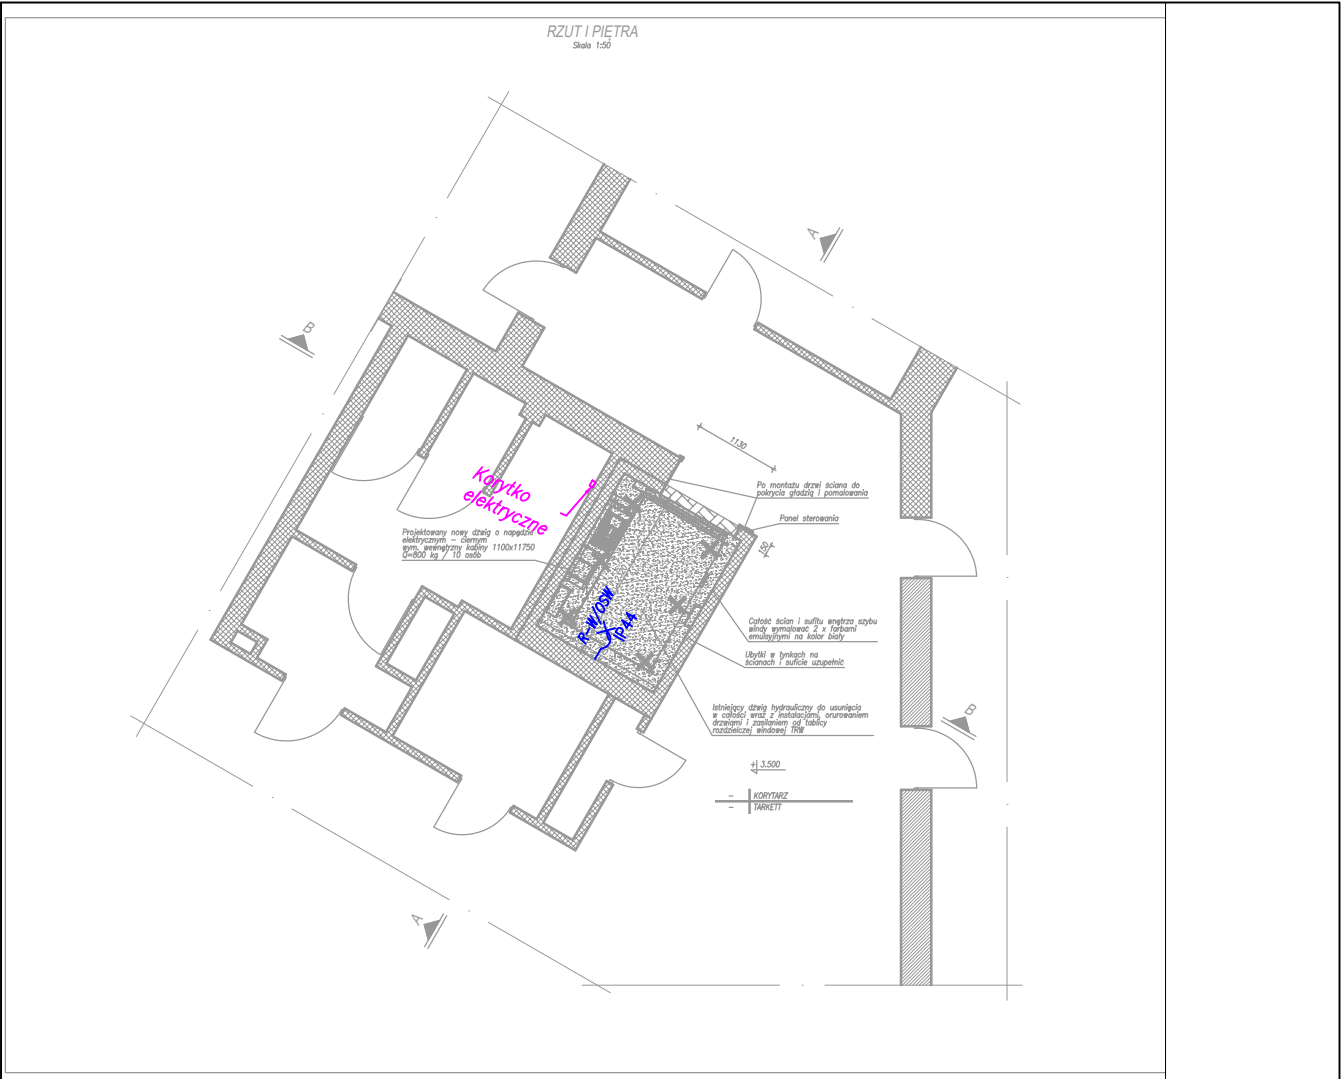 RZUT I PIĘTRA
Skala 1:50
A
B
1130
Po montażu drzwi ściana do
pokrycia gładzią i pomalowania
Panel sterowania
Korytko
elektryczne
Projektowany nowy dźwig o napędzie
elektrycznym – ciernym
wym. wewnętrzny kabiny 1100x11750
Q=800 kg / 10 osób
150
R-W/OSW
IP44
Całość ścian i sufitu wnętrza szybu
windy wymalować 2 x farbami
emulsyjnymi na kolor biały
Ubytki w tynkach na
ścianach i suficie uzupełnić
Istniejący dźwig hydrauliczny do usunięcia
w całości wraz z instalacjami, orurowaniem
drzwiami i zasilaniem od tablicy
rozdzielczej windowej TRW
B
+ 3.500
– KORYTARZ
– TARKETT
A